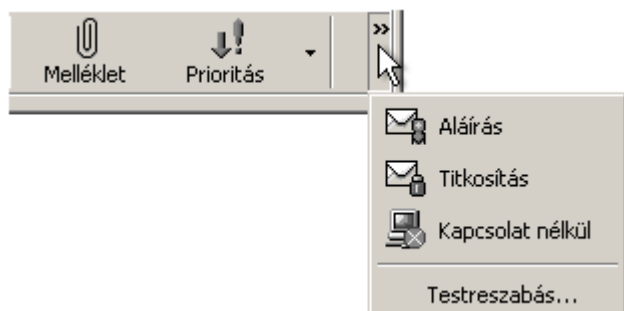 Melléklet Prioritás
Aláírás
Titkosítás
Kapcsolat nélkül
Testreszabás...